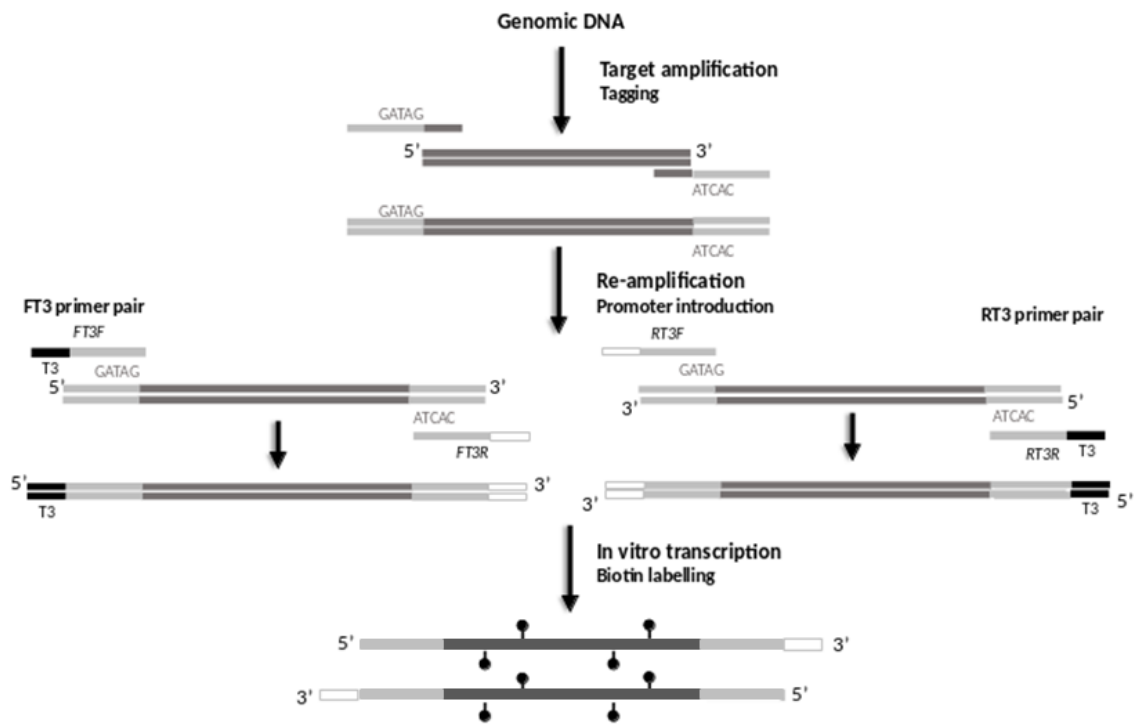 Genomic DNA
Target amplification
Tagging
GATAG
5’ 3’
ATCAC
GATAG
ATCAC
Re-amplification
Promoter introduction
FT3 primer pair
FT3F
T3
GATAG
5’ 3’
ATCAC
FT3R
5’ 3’
T3
RT3 primer pair
RT3F
GATAG
3’ 5’
ATCAC
RT3R T3
3’ 5’
T3
In vitro transcription
Biotin labelling
5’ 3’
3’ 5’